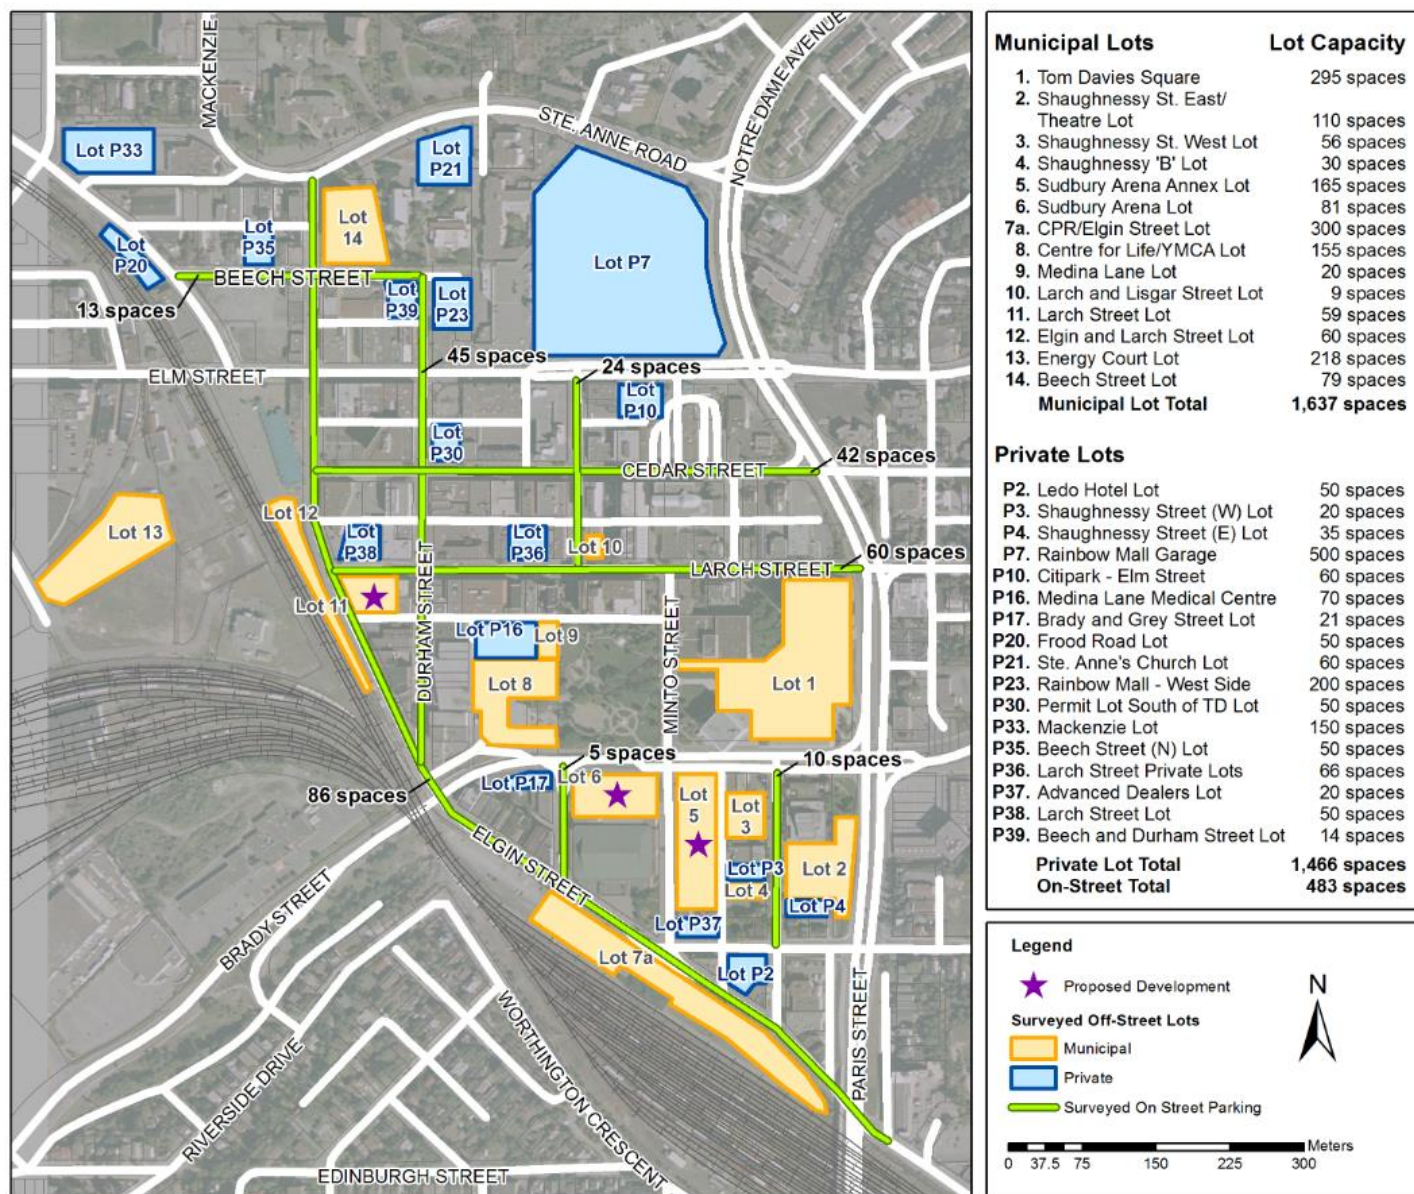 MACKENZIE
NOTRE DAME AVENUE
STE. ANNE ROAD
Lot P33
Lot
P21
Lot
14
Lot
P35
Lot
P20
Lot P7
BEECH STREET
13 spaces
Lot
P39
Lot
P23
45 spaces
24 spaces
ELM STREET
Lot
P10
Lot
P30
CEDAR STREET
42 spaces
Lot 12
Lot 13
Lot
P38
Lot
P36
Lot 10
60 spaces
LARCH STREET
DURHAM STREET
Lot 11
MINTO STREET
Lot P16
Lot 9
Lot 8
Lot 1
5 spaces
10 spaces
Lot P17
Lot 6
86 spaces
Lot
5
Lot
3
ELGIN STREET
Lot P3
Lot 4
Lot 2
Lot P4
Lot P37
BRADY STREET
Lot 7a
Lot P2
PARIS STREET
WORTHINGTON CRESCENT
RIVERSIDE DRIVE
EDINBURGH STREET
Municipal Lots Lot Capacity
1. Tom Davies Square 295 spaces
2. Shaughnessy St. East/
Theatre Lot 110 spaces
3. Shaughnessy St. West Lot 56 spaces
4. Shaughnessy 'B' Lot 30 spaces
5. Sudbury Arena Annex Lot 165 spaces
6. Sudbury Arena Lot 81 spaces
7a. CPR/Elgin Street Lot 300 spaces
8. Centre for Life/YMCA Lot 155 spaces
9. Medina Lane Lot 20 spaces
10. Larch and Lisgar Street Lot 9 spaces
11. Larch Street Lot 59 spaces
12. Elgin and Larch Street Lot 60 spaces
13. Energy Court Lot 218 spaces
14. Beech Street Lot 79 spaces
Municipal Lot Total 1,637 spaces
Private Lots
P2. Ledo Hotel Lot 50 spaces
P3. Shaughnessy Street (W) Lot 20 spaces
P4. Shaughnessy Street (E) Lot 35 spaces
P7. Rainbow Mall Garage 500 spaces
P10. Citipark - Elm Street 60 spaces
P16. Medina Lane Medical Centre 70 spaces
P17. Brady and Grey Street Lot 21 spaces
P20. Frood Road Lot 50 spaces
P21. Ste. Anne's Church Lot 60 spaces
P23. Rainbow Mall - West Side 200 spaces
P30. Permit Lot South of TD Lot 50 spaces
P33. Mackenzie Lot 150 spaces
P35. Beech Street (N) Lot 50 spaces
P36. Larch Street Private Lots 66 spaces
P37. Advanced Dealers Lot 20 spaces
P38. Larch Street Lot 50 spaces
P39. Beech and Durham Street Lot 14 spaces
Private Lot Total 1,466 spaces
On-Street Total 483 spaces
Legend
Proposed Development
Surveyed Off-Street Lots
Municipal
Private
Surveyed On Street Parking
N
Meters
0 37.5 75 150 225 300